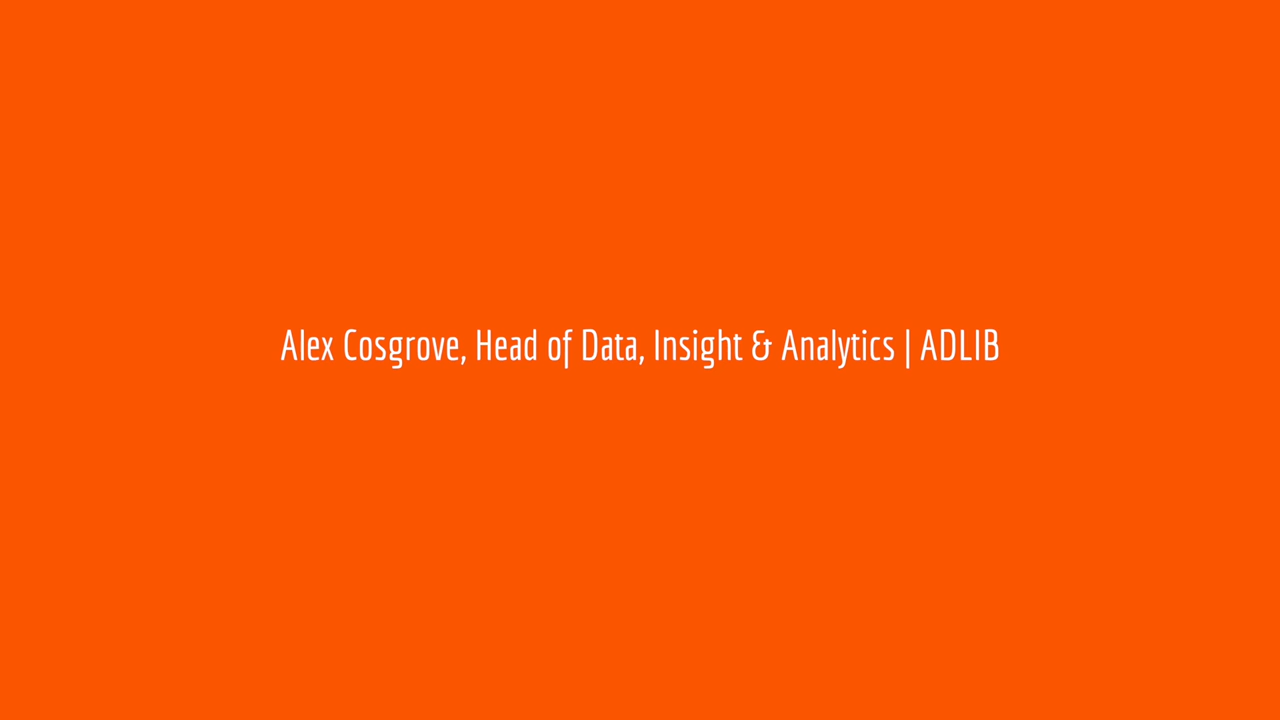 Alex Cosgrove, Head of Data, Insight & Analytics | ADLIB